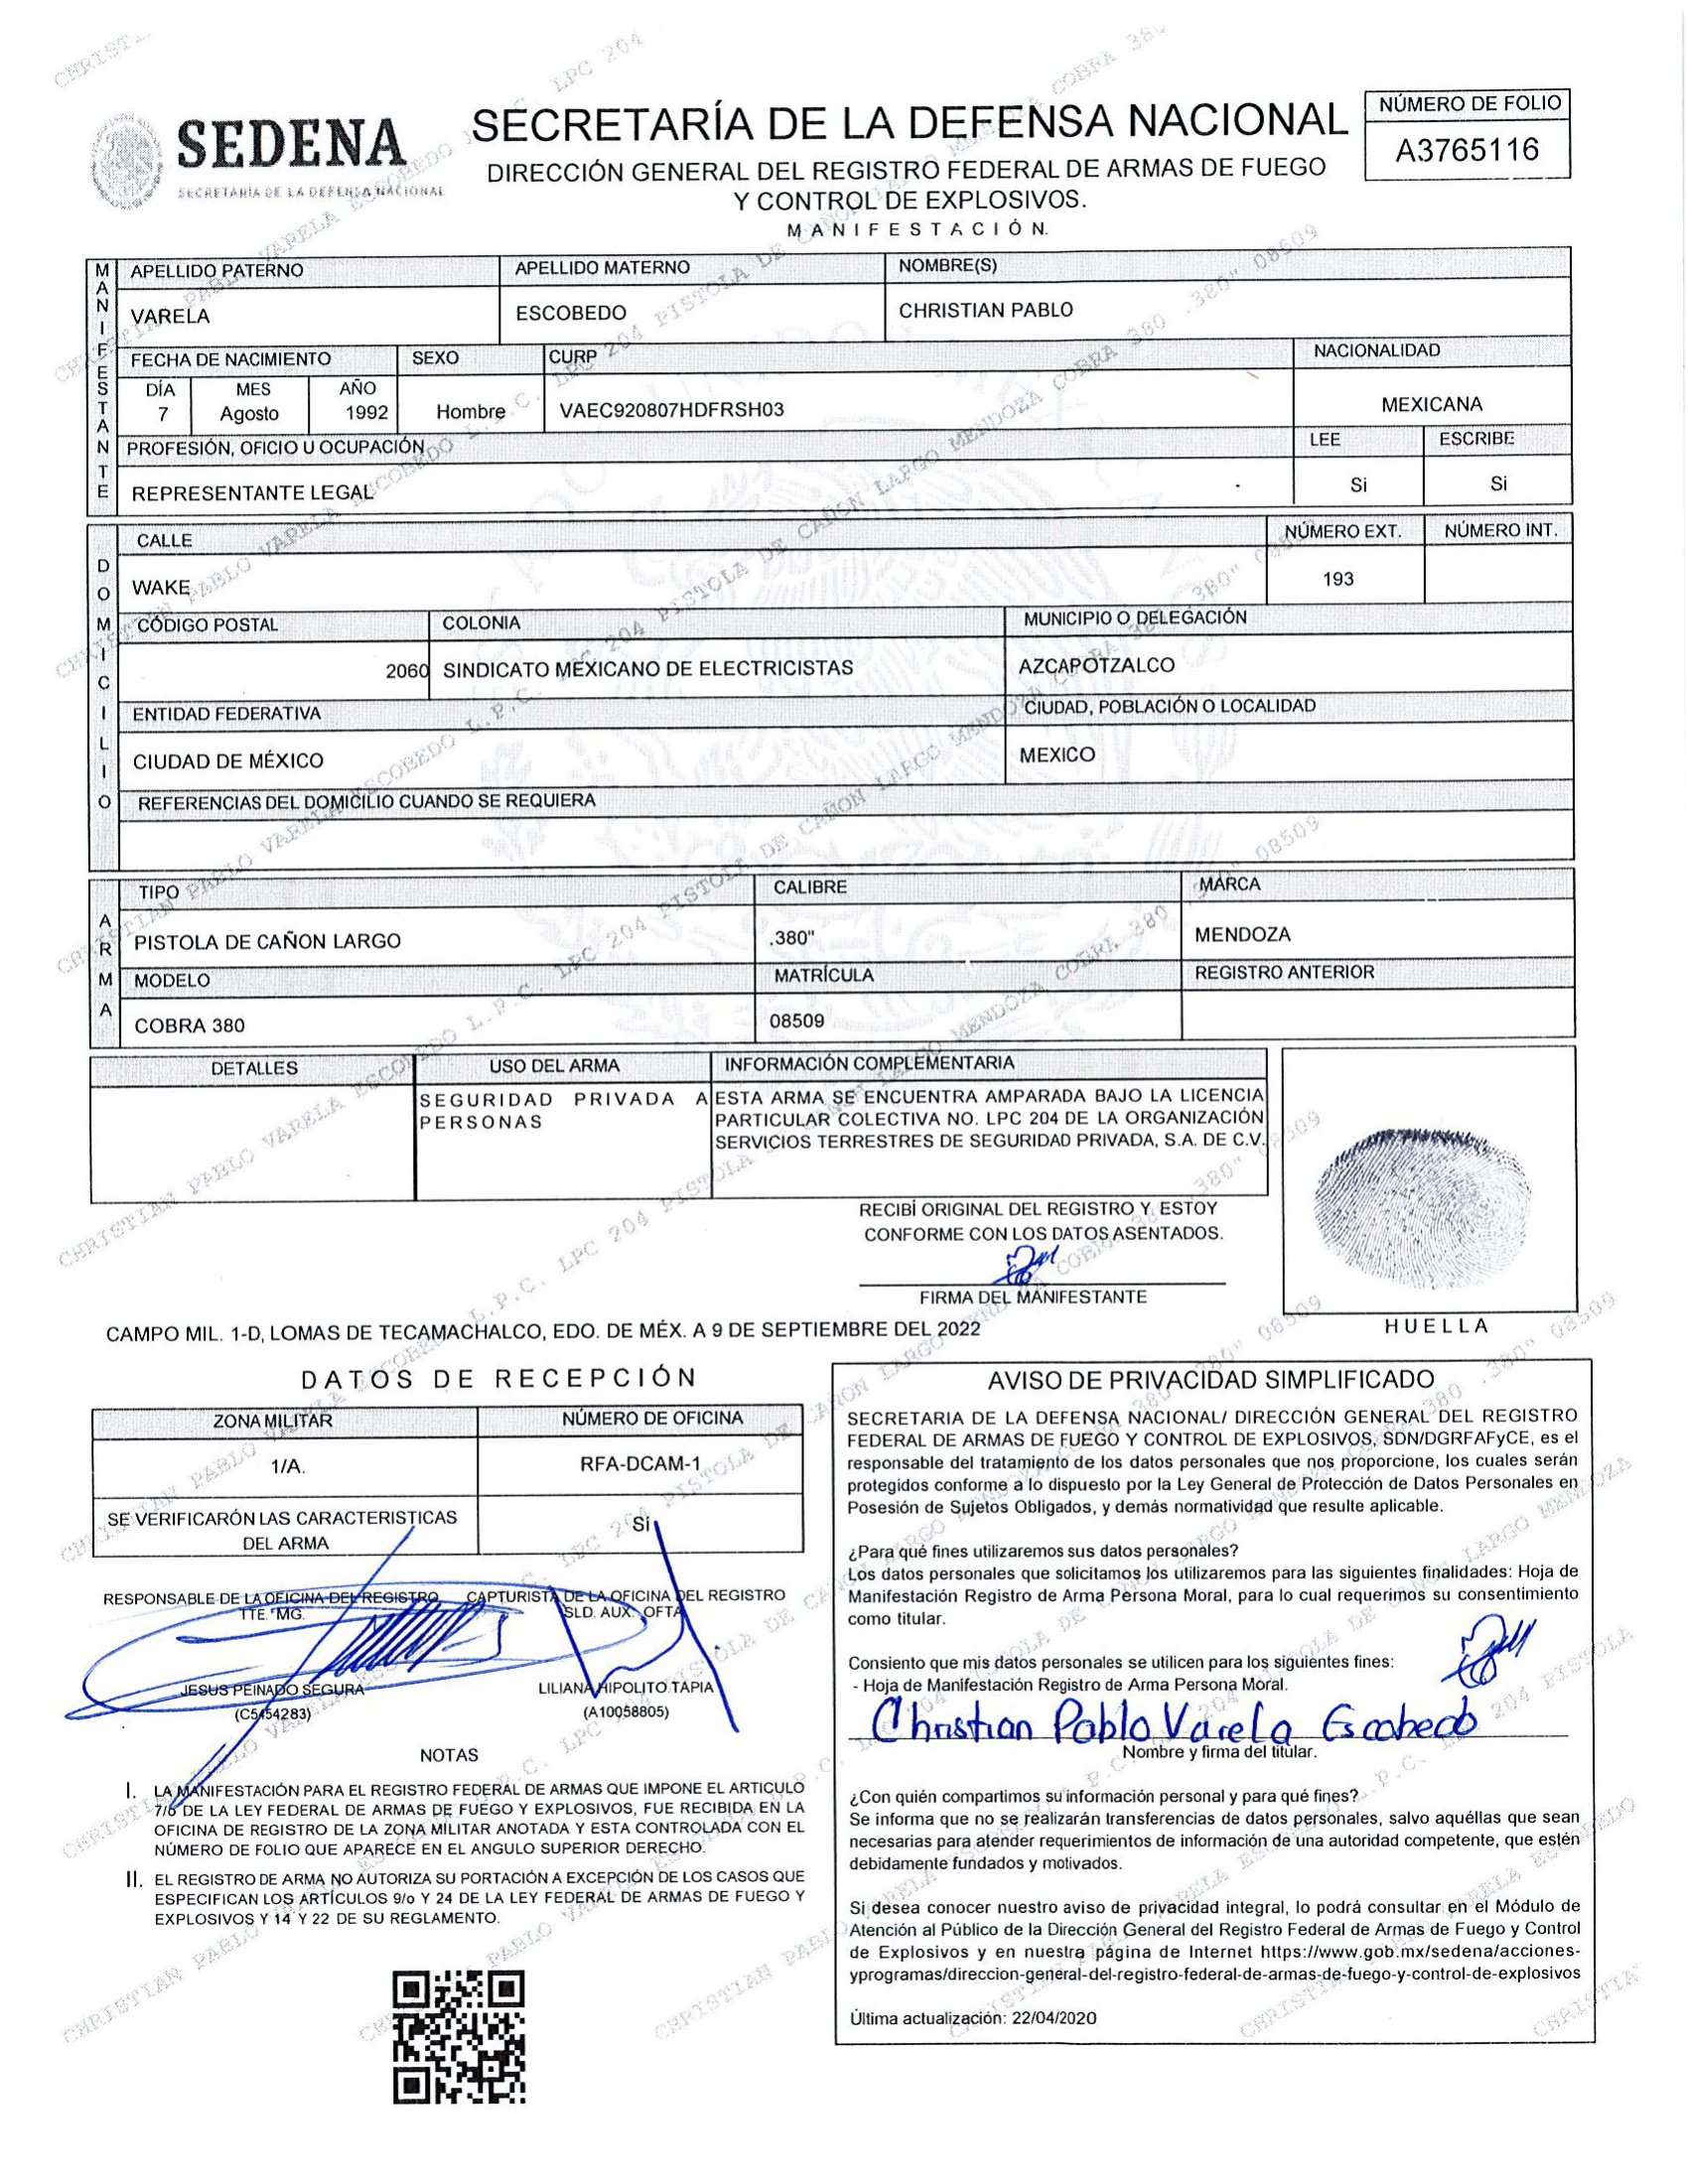 SEDENA
SECRETARÍA DE LA DEFENSA NACIONAL
SECRETARÍA DE LA DEFENSA NACIONAL
DIRECCIÓN GENERAL DEL REGISTRO FEDERAL DE ARMAS DE FUEGO
Y CONTROL DE EXPLOSIVOS.
MANIFESTACIÓN.
NÚMERO DE FOLIO
A3765116
MANIFESTANTE
APELLIDO PATERNO APELLIDO MATERNO NOMBRE(S)
VARELA ESCOBEDO CHRISTIAN PABLO
FECHA DE NACIMIENTO SEXO CURP NACIONALIDAD
DÍA MES AÑO
7 Agosto 1992 Hombre VAEC920807HDFRSH03 MEXICANA
PROFESIÓN, OFICIO U OCUPACIÓN LEE ESCRIBE
REPRESENTANTE LEGAL Si Si
DOMICILIO
CALLE NÚMERO EXT. NÚMERO INT.
WAKE 193
CÓDIGO POSTAL COLONIA MUNICIPIO O DELEGACIÓN
2060 SINDICATO MEXICANO DE ELECTRICISTAS AZCAPOTZALCO
ENTIDAD FEDERATIVA CIUDAD, POBLACIÓN O LOCALIDAD
CIUDAD DE MÉXICO MEXICO
REFERENCIAS DEL DOMICILIO CUANDO SE REQUIERA
ARMA
TIPO CALIBRE MARCA
PISTOLA DE CAÑON LARGO .380" MENDOZA
MODELO MATRÍCULA REGISTRO ANTERIOR
COBRA 380 08509
DETALLES USO DEL ARMA INFORMACIÓN COMPLEMENTARIA
SEGURIDAD PRIVADA A ESTA ARMA SE ENCUENTRA AMPARADA BAJO LA LICENCIA
PERSONAS PARTICULAR COLECTIVA NO. LPC 204 DE LA ORGANIZACIÓN
SERVICIOS TERRESTRES DE SEGURIDAD PRIVADA, S.A. DE C.V.
RECIBÍ ORIGINAL DEL REGISTRO Y ESTOY
CONFORME CON LOS DATOS ASENTADOS.
FIRMA DEL MANIFESTANTE
HUELLA
CAMPO MIL. 1-D, LOMAS DE TECAMACHALCO, EDO. DE MÉX. A 9 DE SEPTIEMBRE DEL 2022
DATOS DE RECEPCIÓN
ZONA MILITAR NÚMERO DE OFICINA
1/A. RFA-DCAM-1
SE VERIFICARÓN LAS CARACTERISTICAS Si
DEL ARMA
RESPONSABLE DE LA OFICINA DEL REGISTRO CAPTURISTA DE LA OFICINA DEL REGISTRO
TTE. MG. SLD. AUX. OFTA
JESUS PEINADO SEGURA LILIANA HIPOLITO TAPIA
(C5454283) (A10058805)
NOTAS
I. LA MANIFESTACIÓN PARA EL REGISTRO FEDERAL DE ARMAS QUE IMPONE EL ARTICULO
7/o DE LA LEY FEDERAL DE ARMAS DE FUEGO Y EXPLOSIVOS, FUE RECIBIDA EN LA
OFICINA DE REGISTRO DE LA ZONA MILITAR ANOTADA Y ESTA CONTROLADA CON EL
NÚMERO DE FOLIO QUE APARECE EN EL ANGULO SUPERIOR DERECHO.
II. EL REGISTRO DE ARMA NO AUTORIZA SU PORTACIÓN A EXCEPCIÓN DE LOS CASOS QUE
ESPECIFICAN LOS ARTÍCULOS 9/o Y 24 DE LA LEY FEDERAL DE ARMAS DE FUEGO Y
EXPLOSIVOS Y 14 Y 22 DE SU REGLAMENTO.
AVISO DE PRIVACIDAD SIMPLIFICADO
SECRETARIA DE LA DEFENSA NACIONAL/ DIRECCIÓN GENERAL DEL REGISTRO
FEDERAL DE ARMAS DE FUEGO Y CONTROL DE EXPLOSIVOS, SDN/DGRFAFyCE, es el
responsable del tratamiento de los datos personales que nos proporcione, los cuales serán
protegidos conforme a lo dispuesto por la Ley General de Protección de Datos Personales en
Posesión de Sujetos Obligados, y demás normatividad que resulte aplicable.
¿Para qué fines utilizaremos sus datos personales?
Los datos personales que solicitamos los utilizaremos para las siguientes finalidades: Hoja de
Manifestación Registro de Arma Persona Moral, para lo cual requerimos su consentimiento
como titular.
Consiento que mis datos personales se utilicen para los siguientes fines:
- Hoja de Manifestación Registro de Arma Persona Moral.
Christian Pablo Varela Escobedo
Nombre y firma del titular.
¿Con quién compartimos su información personal y para qué fines?
Se informa que no se realizarán transferencias de datos personales, salvo aquéllas que sean
necesarias para atender requerimientos de información de una autoridad competente, que estén
debidamente fundados y motivados.
Si desea conocer nuestro aviso de privacidad integral, lo podrá consultar en el Módulo de
Atención al Público de la Dirección General del Registro Federal de Armas de Fuego y Control
de Explosivos y en nuestra página de Internet https://www.gob.mx/sedena/acciones-
yprogramas/direccion-general-del-registro-federal-de-armas-de-fuego-y-control-de-explosivos
Última actualización: 22/04/2020